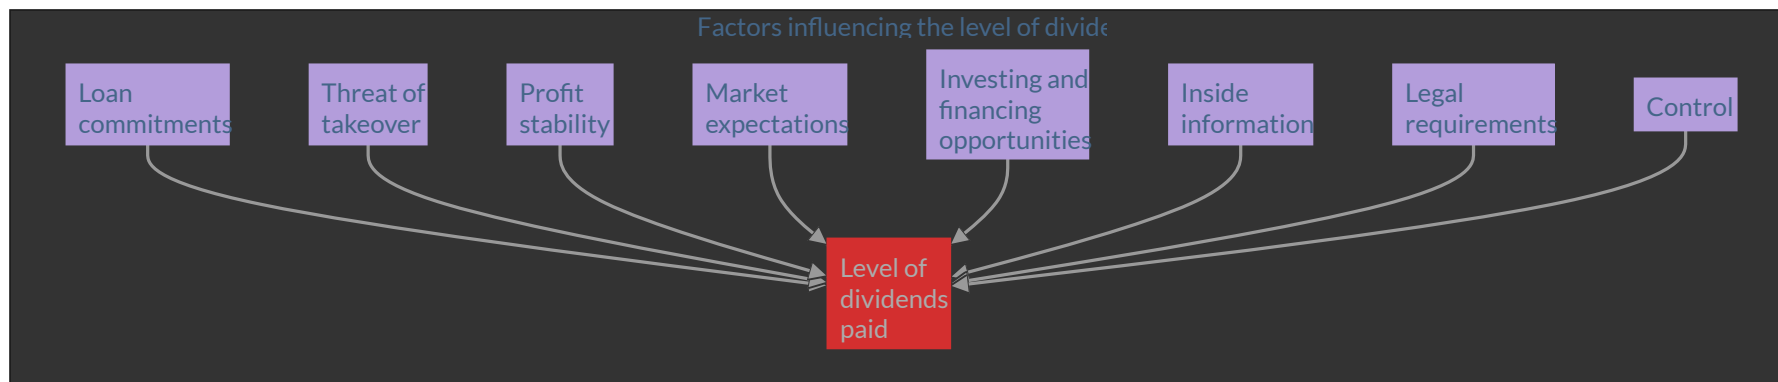 Factors influencing the level of divide
Loan
commitments
Threat of
takeover
Profit
stability
Market
expectations
Investing and
financing
opportunities
Inside
information
Legal
requirements
Control
Level of
dividends
paid